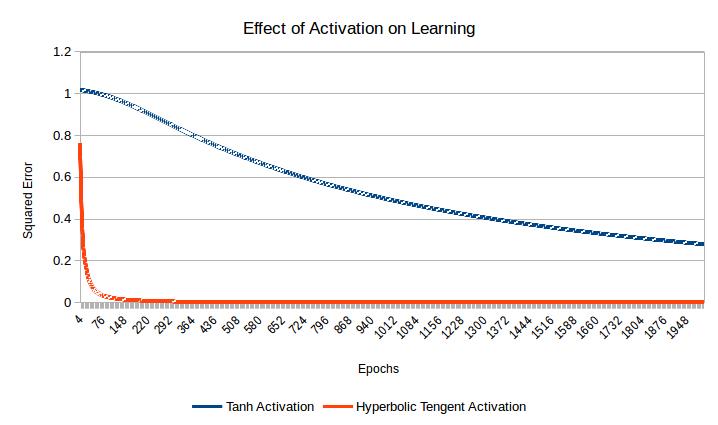 Effect of Activation on Learning
1.2
1
0.8
0.6
0.4
0.2
0
Squared Error
4 76 148 220 292 364 436 508 580 652 724 796 868 940 1012 1084 1156 1228 1300 1372 1444 1516 1588 1660 1732 1804 1876 1948
Epochs
Tanh Activation Hyperbolic Tengent Activation